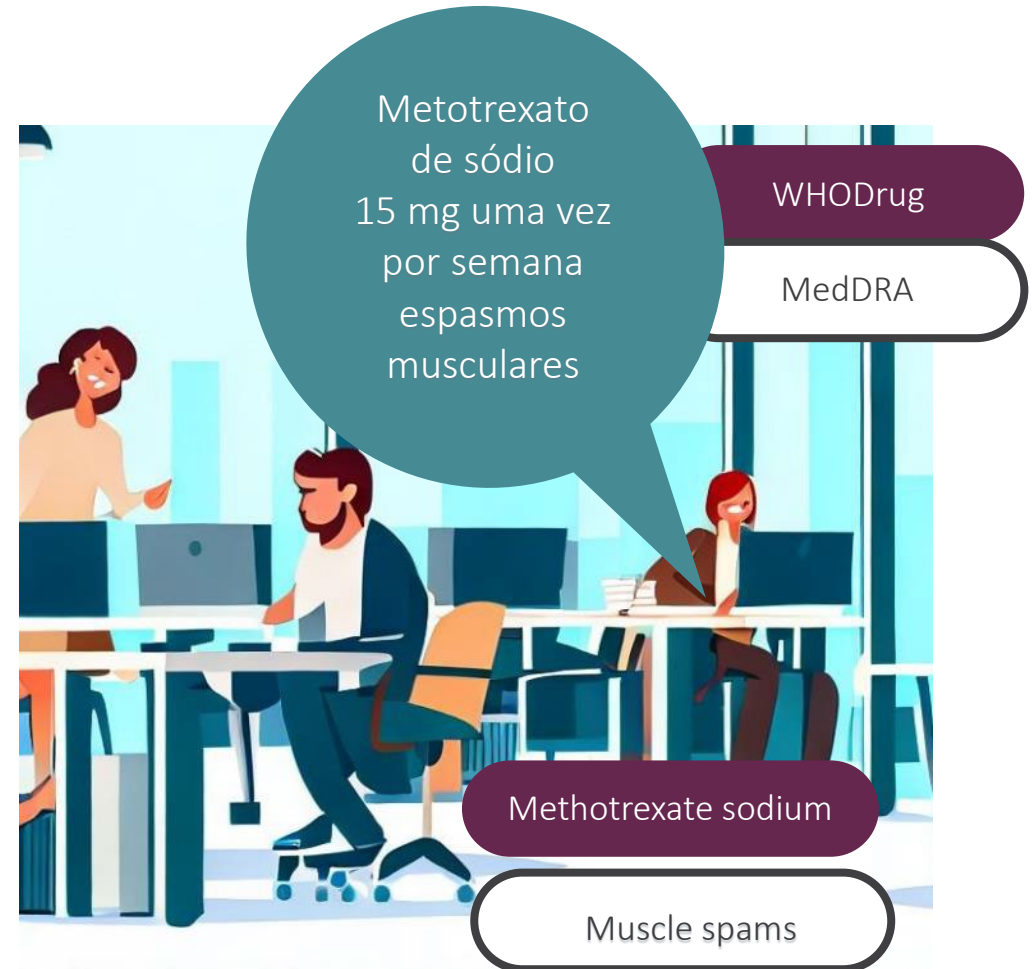 Metotrexato
de sódio
15 mg uma vez
por semana
espasmos
musculares
WHODrug
MedDRA
Methotrexate sodium
Muscle spams